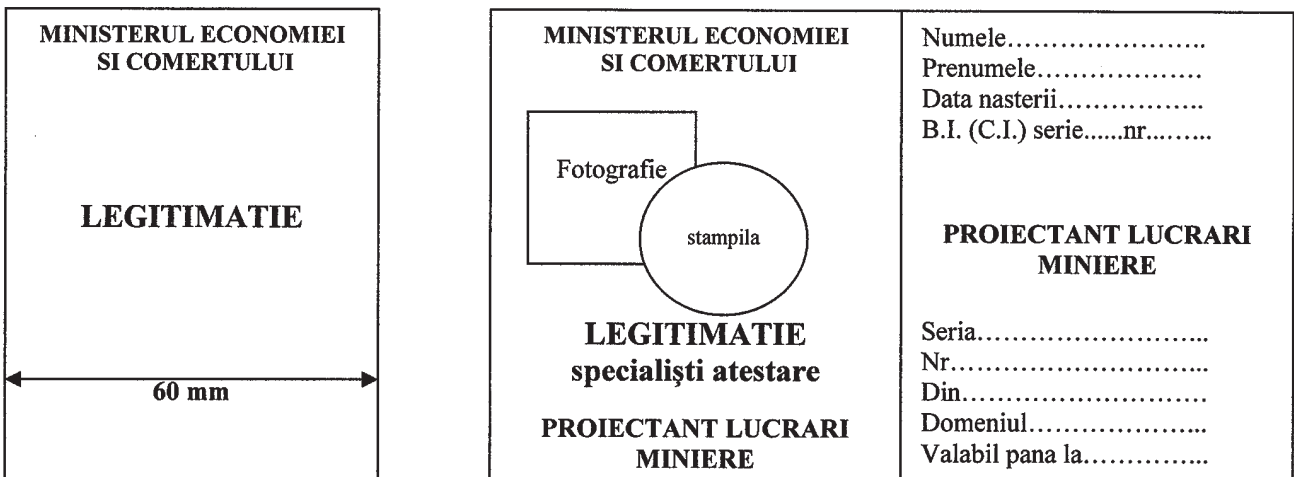 MINISTERUL ECONOMIEI
SI COMERTULUI
LEGITIMATIE
60 mm
MINISTERUL ECONOMIEI
SI COMERTULUI
Fotografie
stampila
LEGITIMATIE
specialişti atestare
PROIECTANT LUCRARI
MINIERE
Numele......................
Prenumele...................
Data nasterii................
B.I. (C.I.) serie......nr.........
PROIECTANT LUCRARI
MINIERE
Seria..........................
Nr.............................
Din............................
Domeniul.....................
Valabil pana la..............